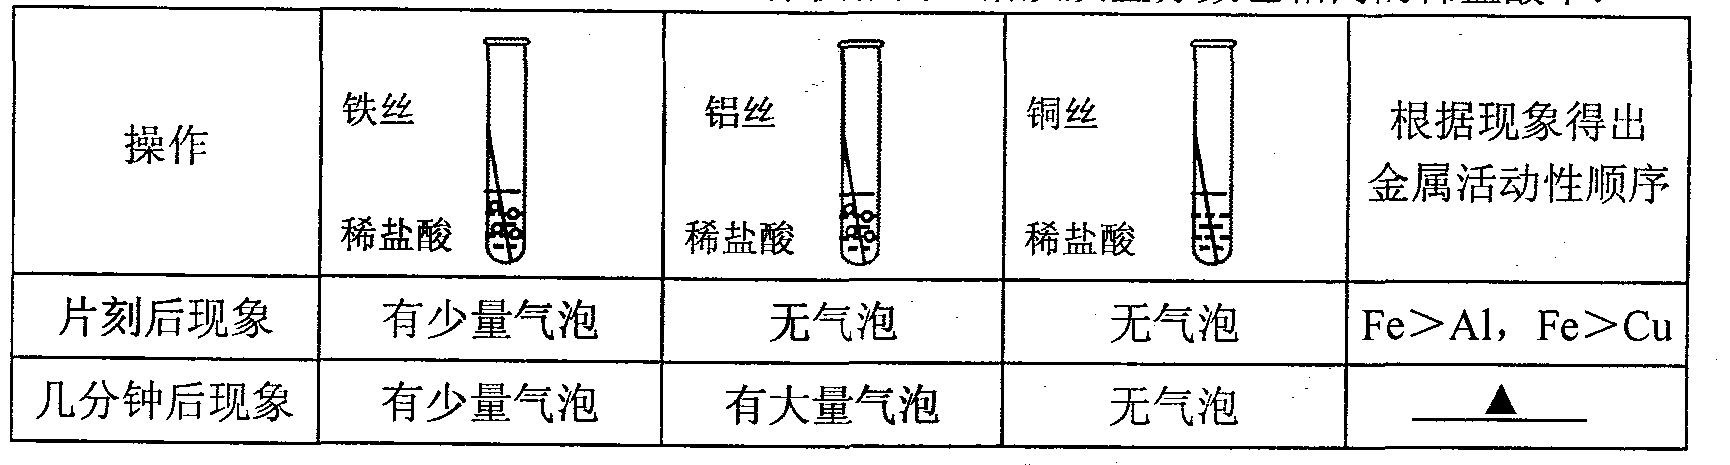 操作
铁丝
稀盐酸
铝丝
稀盐酸
铜丝
稀盐酸
根据现象得出
金属活动性顺序
片刻后现象
有少量气泡
无气泡
无气泡
Fe>Al，Fe>Cu
几分钟后现象
有少量气泡
有大量气泡
无气泡
▲